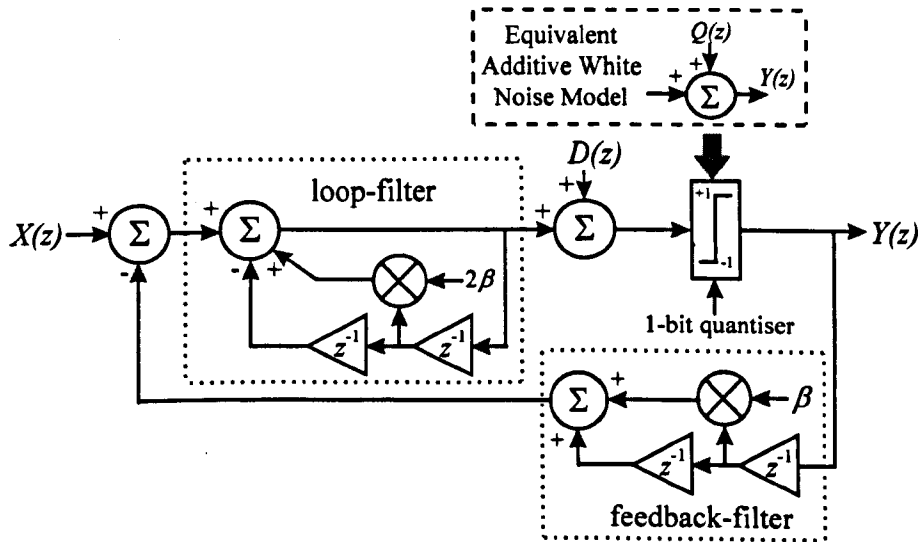 Equivalent
Additive White
Noise Model
Q(z)
+
+
Σ
Y(z)
loop-filter
D(z)
+
X(z)
+
Σ
-
+
Σ
-
+
2β
z⁻¹
z⁻¹
+
Σ
+1
-1
Y(z)
1-bit quantiser
Σ
+
+
β
z⁻¹
z⁻¹
feedback-filter